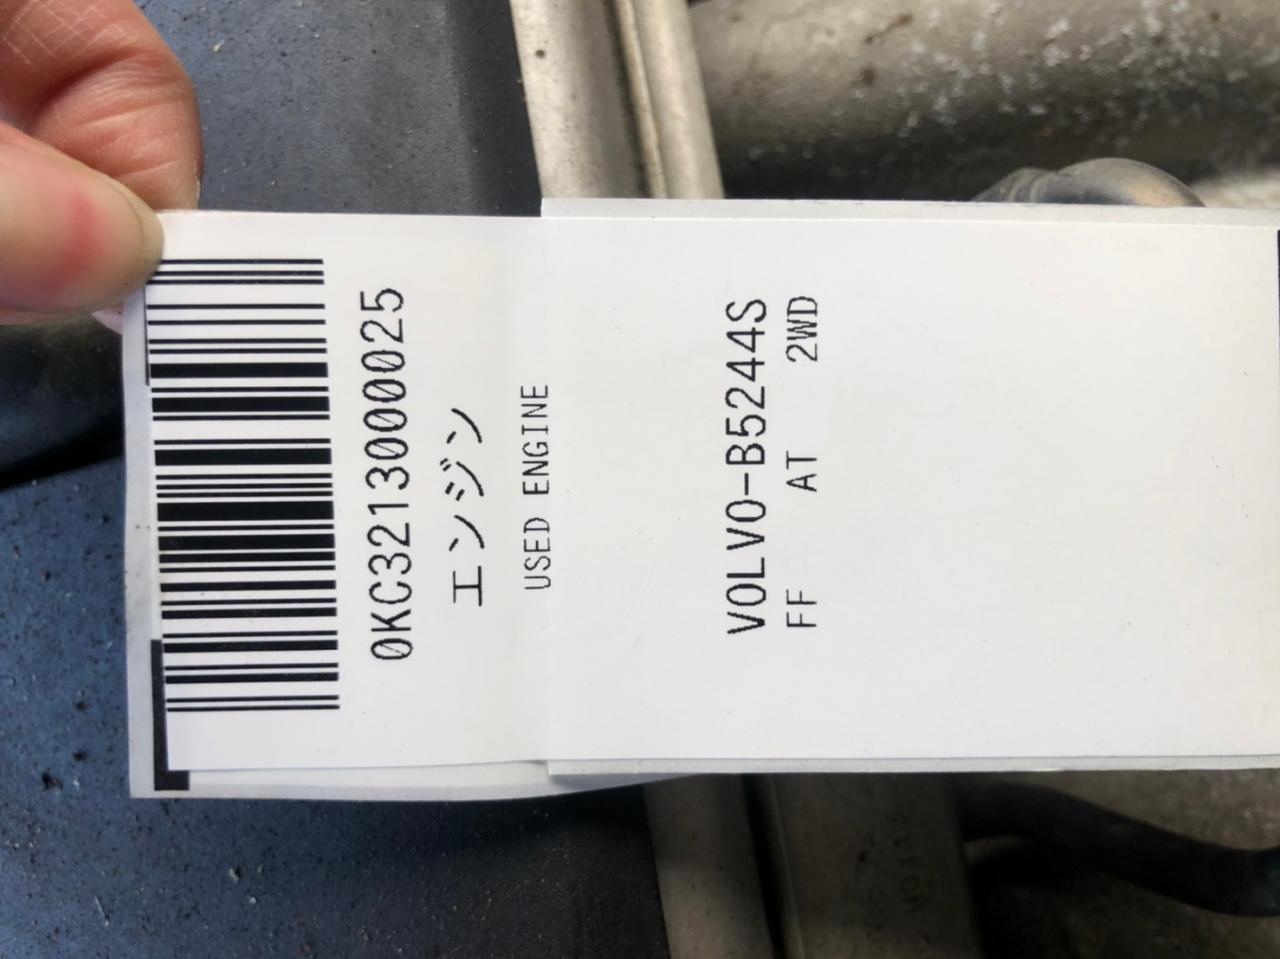 0KC3213000025
エンジン
USED ENGINE
VOLVO-B5244S
FF AT 2WD